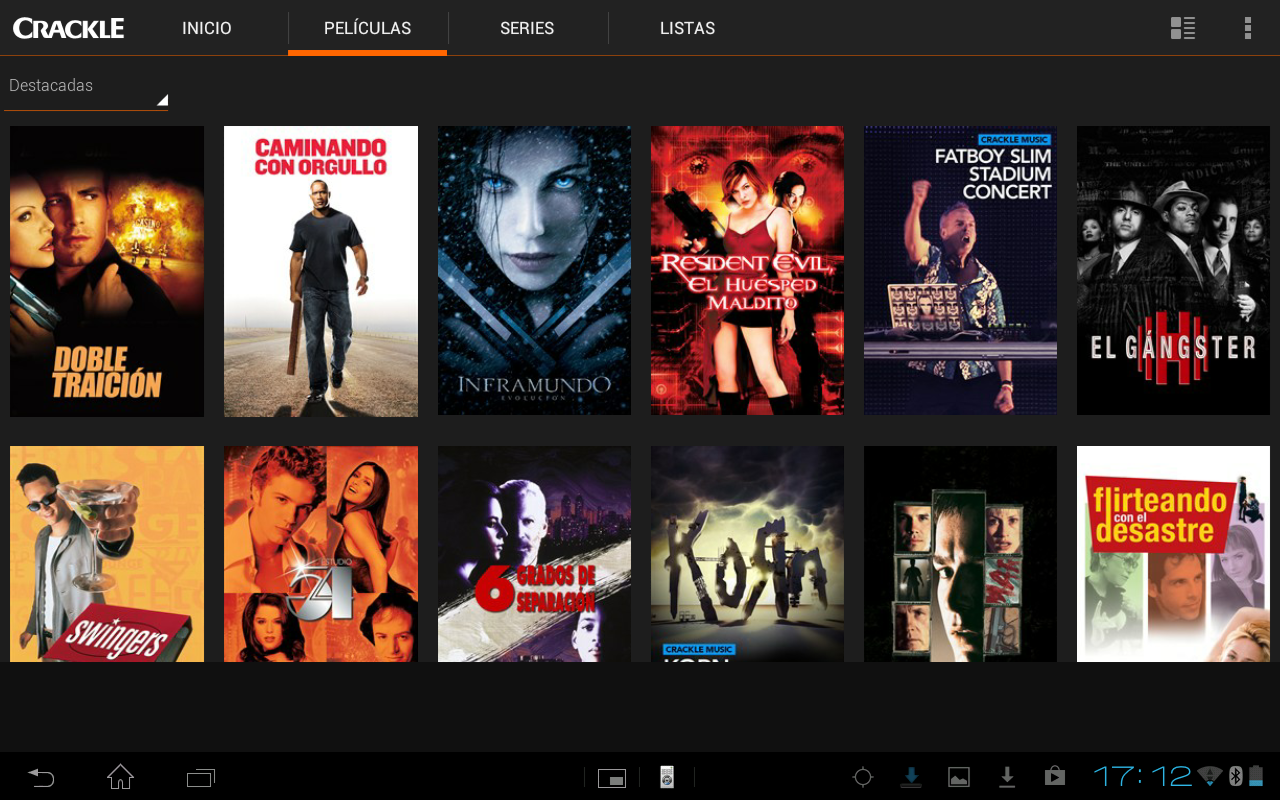 CRACKLE
INICIO
PELÍCULAS
SERIES
LISTAS
Destacadas
DOBLE
TRAICIÓN
CAMINANDO
CON ORGULLO
INFRAMUNDO
EVOLUCIÓN
RESIDENT EVIL,
EL HUÉSPED
MALDITO
CRACKLE MUSIC
FATBOY SLIM
STADIUM
CONCERT
EL GÁNGSTER
SWINGERS
STUDIO
54
6 GRADOS DE
SEPARACIÓN
KoRn
CRACKLE MUSIC
KORN
flirteando
con el
desastre
17:12